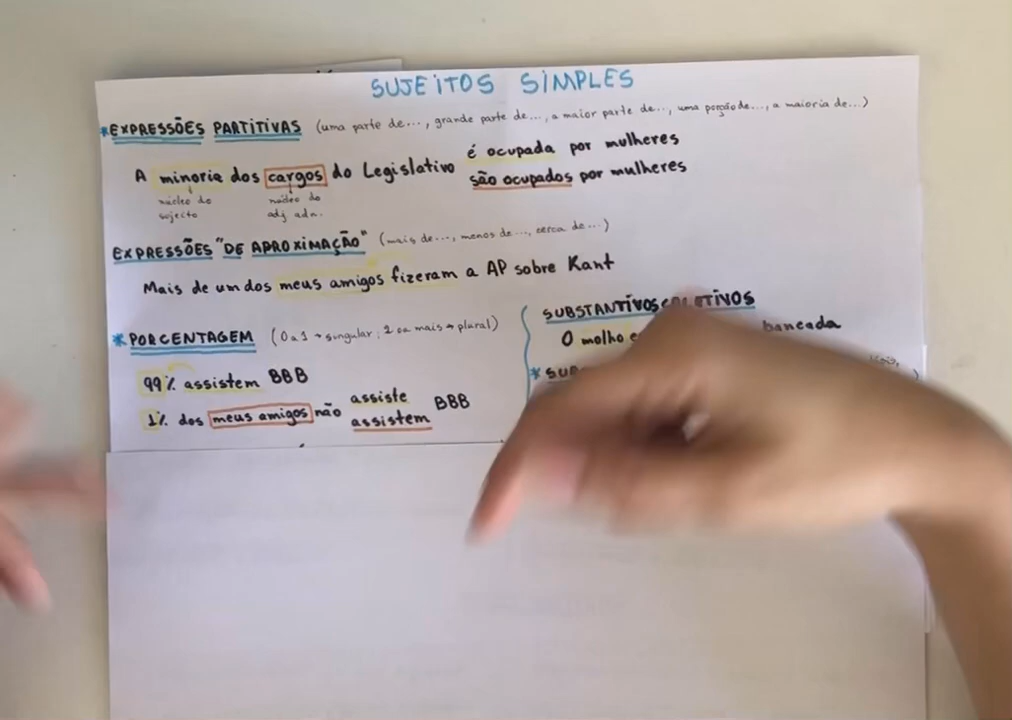 SUJEITOS SIMPLES
*EXPRESSÕES PARTITIVAS (uma parte de..., grande parte de..., a maior parte de..., uma porção de..., a maioria de...)
A minoria dos cargos do Legislativo é ocupada por mulheres
são ocupados por mulheres
núcleo do sujeito
núcleo do adj. adn.
EXPRESSÕES "DE APROXIMAÇÃO" (mais de..., menos de..., cerca de...)
Mais de um dos meus amigos fizeram a AP sobre Kant
*PORCENTAGEM (0 a 1 → singular; 2 ou mais → plural)
99% assistem BBB
1% dos meus amigos não assiste BBB
assistem
SUBSTANTIVOS COLETIVOS
O molho bancada
*